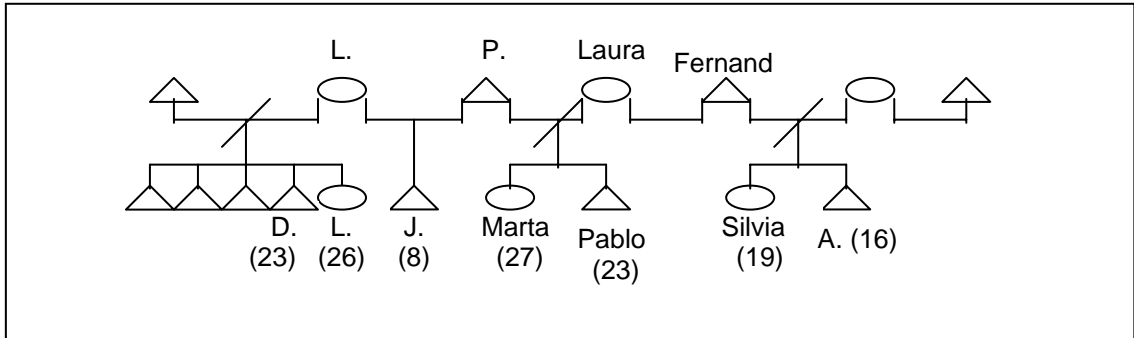 L. P. Laura
Fernand
D. L. J. Marta Pablo Silvia A. (16)
(23) (26) (8) (27) (23) (19)